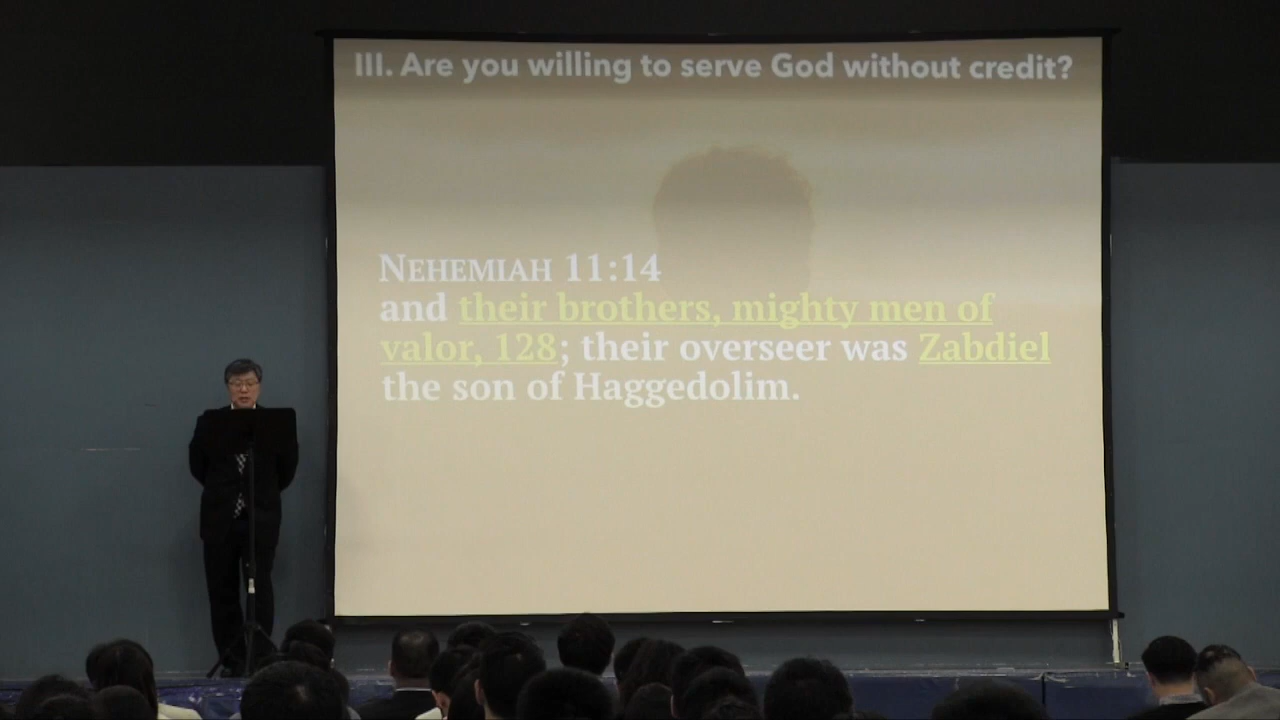 III. Are you willing to serve God without credit?
NEHEMIAH 11:14
and their brothers, mighty men of
valor, 128; their overseer was Zabdiel
the son of Haggedolim.